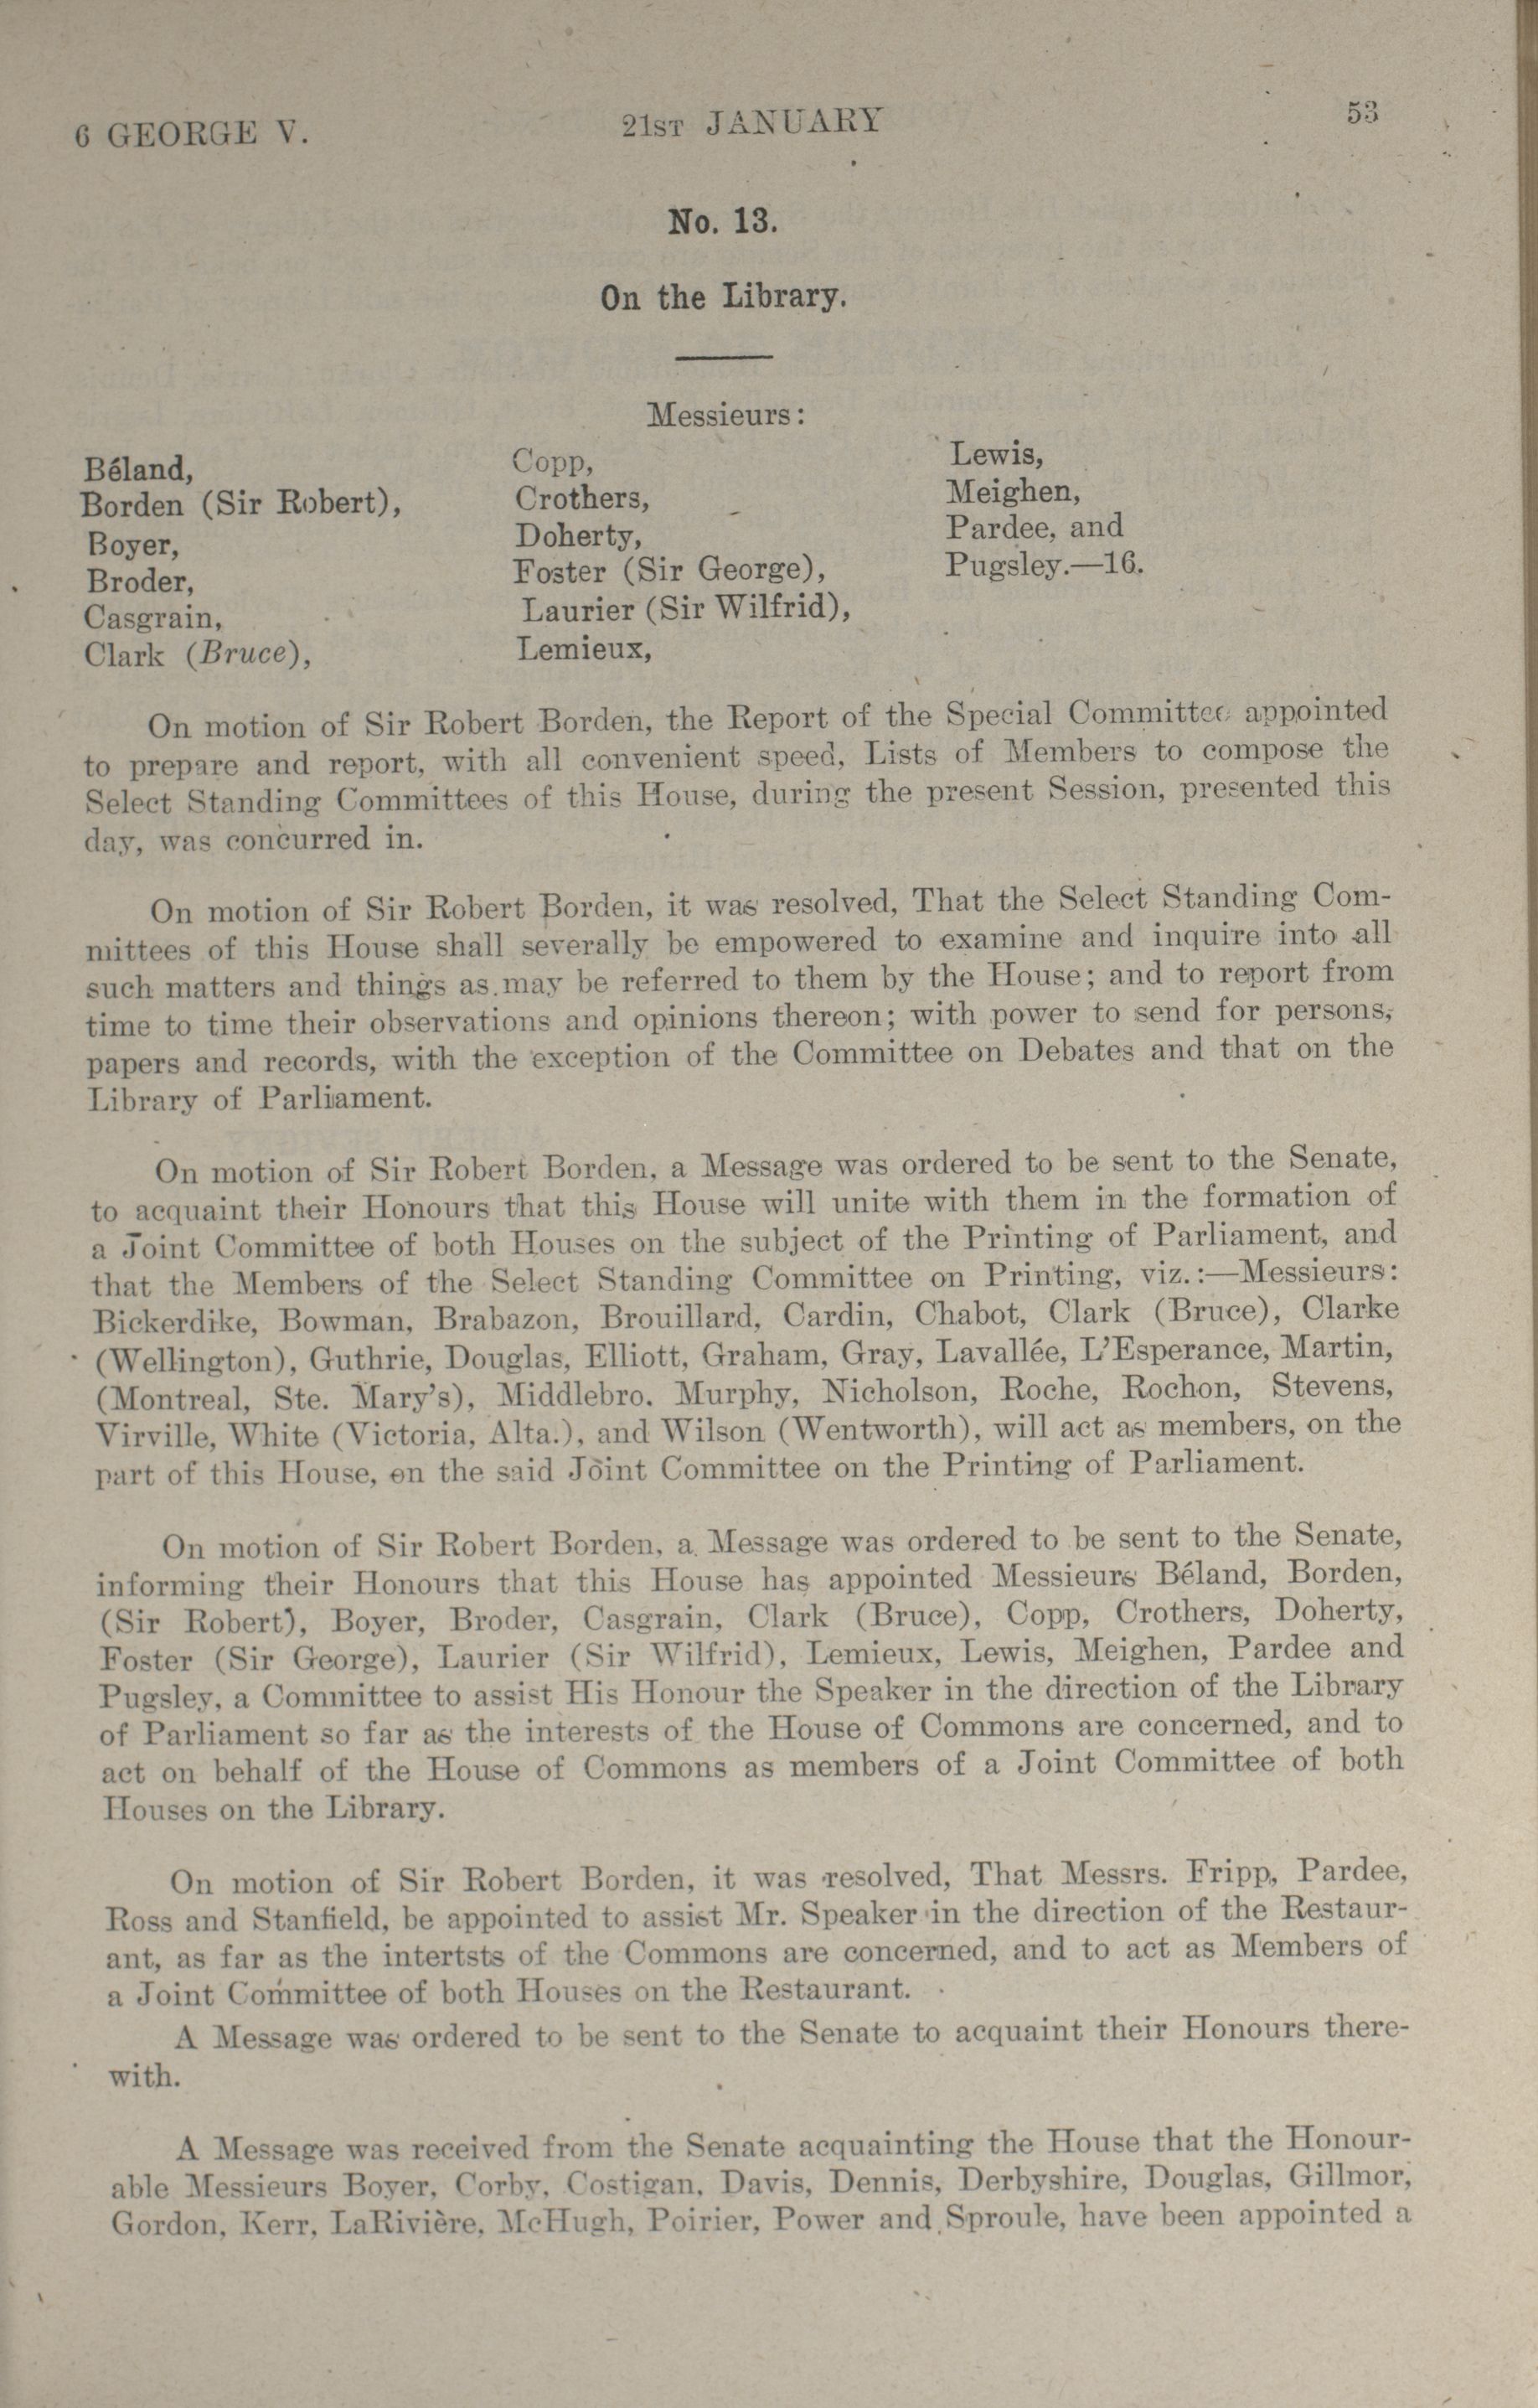 6 GEORGE V.
21ST JANUARY
53
No. 13.
On the Library.
Messieurs:
Béland,
Borden (Sir Robert),
Boyer,
Broder,
Casgrain,
Clark (Bruce),
Copp,
Crothers,
Doherty,
Foster (Sir George),
Laurier (Sir Wilfrid),
Lemieux,
Lewis,
Meighen,
Pardee, and
Pugsley.—16.
On motion of Sir Robert Borden, the Report of the Special Committee appointed
to prepare and report, with all convenient speed, Lists of Members to compose the
Select Standing Committees of this House, during the present Session, presented this
day, was concurred in.
On motion of Sir Robert Borden, it was resolved, That the Select Standing Com-
mittees of this House shall severally be empowered to examine and inquire into all
such matters and things as may be referred to them by the House; and to report from
time to time their observations and opinions thereon; with power to send for persons,
papers and records, with the exception of the Committee on Debates and that on the
Library of Parliament.
On motion of Sir Robert Borden, a Message was ordered to be sent to the Senate,
to acquaint their Honours that this House will unite with them in the formation of
a Joint Committee of both Houses on the subject of the Printing of Parliament, and
that the Members of the Select Standing Committee on Printing, viz.:—Messieurs:
Bickerdike, Bowman, Brabazon, Brouillard, Cardin, Chabot, Clark (Bruce), Clarke
(Wellington), Guthrie, Douglas, Elliott, Graham, Gray, Lavallée, L'Esperance, Martin,
(Montreal, Ste. Mary's), Middlebro. Murphy, Nicholson, Roche, Rochon, Stevens,
Virville, White (Victoria, Alta.), and Wilson (Wentworth), will act as members, on the
part of this House, on the said Joint Committee on the Printing of Parliament.
On motion of Sir Robert Borden, a Message was ordered to be sent to the Senate,
informing their Honours that this House has appointed Messieurs Béland, Borden,
(Sir Robert), Boyer, Broder, Casgrain, Clark (Bruce), Copp, Crothers, Doherty,
Foster (Sir George), Laurier (Sir Wilfrid), Lemieux, Lewis, Meighen, Pardee and
Pugsley, a Committee to assist His Honour the Speaker in the direction of the Library
of Parliament so far as the interests of the House of Commons are concerned, and to
act on behalf of the House of Commons as members of a Joint Committee of both
Houses on the Library.
On motion of Sir Robert Borden, it was resolved, That Messrs. Fripp, Pardee,
Ross and Stanfield, be appointed to assist Mr. Speaker in the direction of the Restaur-
ant, as far as the intertsts of the Commons are concerned, and to act as Members of
a Joint Committee of both Houses on the Restaurant.
A Message was ordered to be sent to the Senate to acquaint their Honours there-
with.
A Message was received from the Senate acquainting the House that the Honour-
able Messieurs Boyer, Corby, Costigan, Davis, Dennis, Derbyshire, Douglas, Gillmor,
Gordon, Kerr, LaRivière, McHugh, Poirier, Power and Sproule, have been appointed a